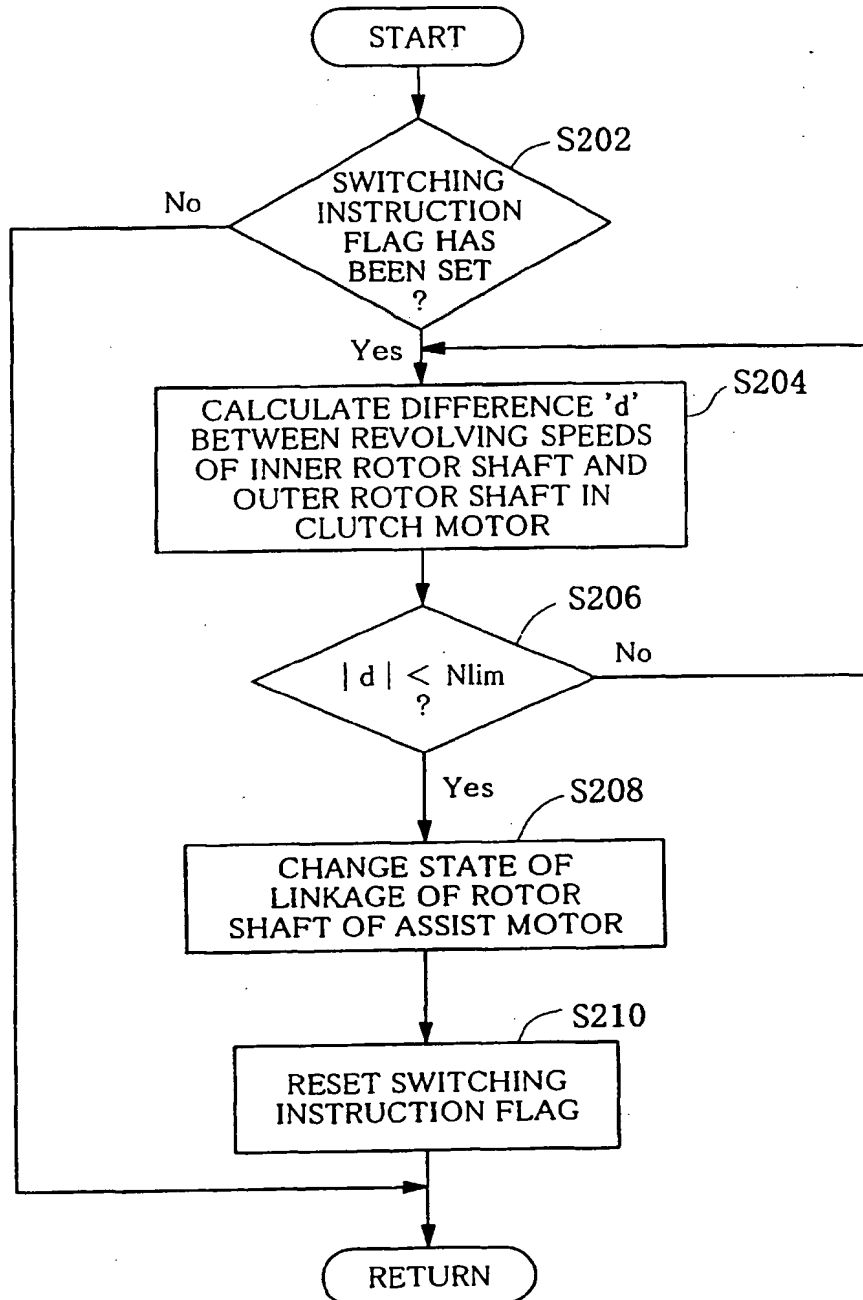 START
S202
No
SWITCHING
INSTRUCTION
FLAG HAS
BEEN SET
?
Yes
S204
CALCULATE DIFFERENCE 'd'
BETWEEN REVOLVING SPEEDS
OF INNER ROTOR SHAFT AND
OUTER ROTOR SHAFT IN
CLUTCH MOTOR
S206
| d | < Nlim
?
No
Yes
S208
CHANGE STATE OF
LINKAGE OF ROTOR
SHAFT OF ASSIST MOTOR
S210
RESET SWITCHING
INSTRUCTION FLAG
RETURN